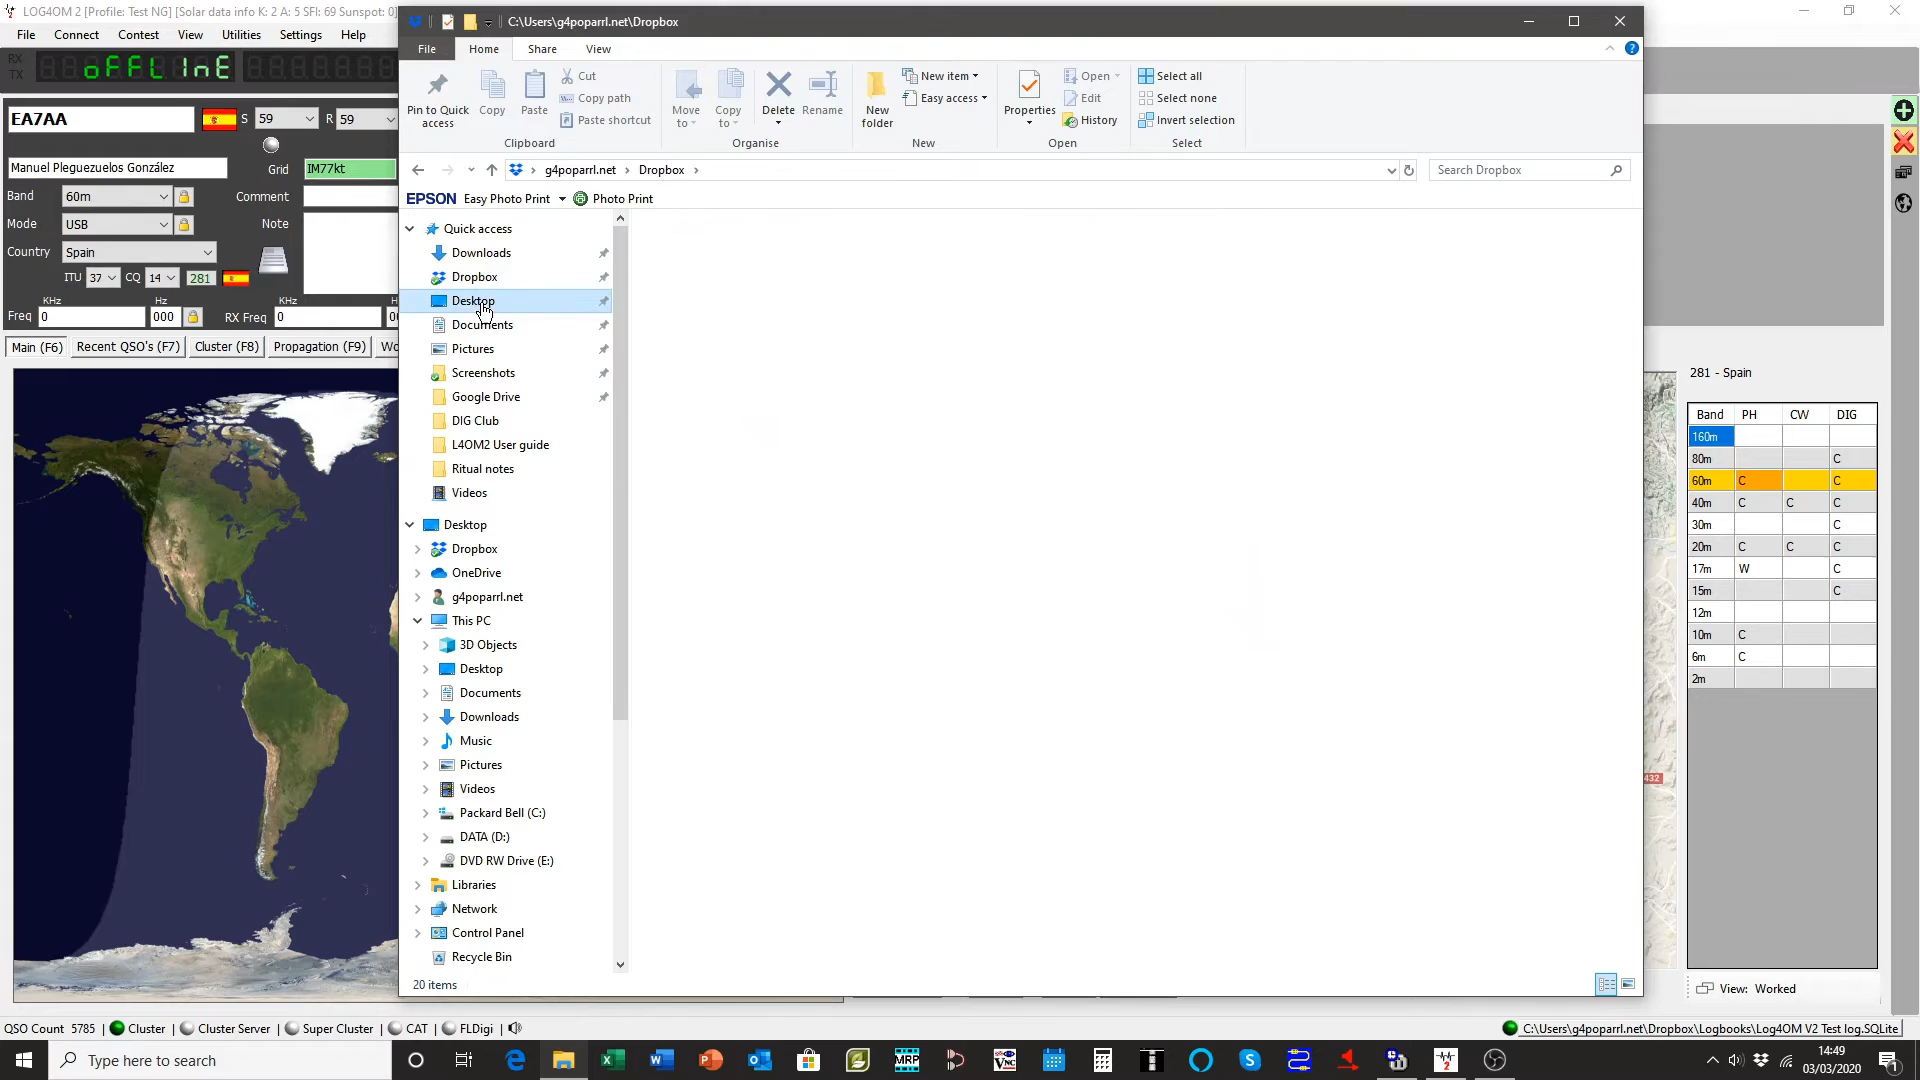 LOG4OM 2 [Profile: Test NG] [Solar data info K: 2 A: 5 SFI: 69 Sunspot: 0]
File Connect Contest View Utilities Settings Help
RX
TX
oFFLInE
EA7AA
S 59 R 59
Manuel Pleguezuelos González
Grid IM77kt
Band 60m Comment
Mode USB Note
Country Spain
ITU 37 CQ 14 281
KHz Hz KHz H
Freq 0 000 RX Freq 0
Main (F6) Recent QSO's (F7) Cluster (F8) Propagation (F9) Wo
C:\Users\g4poparrl.net\Dropbox
File Home Share View
Pin to Quick access
Copy
Paste
Cut
Copy path
Paste shortcut
Clipboard
Move to
Copy to
Delete
Rename
Organise
New folder
New item
Easy access
New
Properties
Open
Edit
History
Open
Select all
Select none
Invert selection
Select
g4poparrl.net > Dropbox >
Search Dropbox
EPSON Easy Photo Print Photo Print
Quick access
Downloads
Dropbox
Desktop
Documents
Pictures
Screenshots
Google Drive
DIG Club
L4OM2 User guide
Ritual notes
Videos
Desktop
Dropbox
OneDrive
g4poparrl.net
This PC
3D Objects
Desktop
Documents
Downloads
Music
Pictures
Videos
Packard Bell (C:)
DATA (D:)
DVD RW Drive (E:)
Libraries
Network
Control Panel
Recycle Bin
20 items
281 - Spain
Band PH CW DIG
160m
80m C
60m C C
40m C C C
30m C
20m C C C
17m W C
15m C
12m
10m C
6m C
2m
432
View: Worked
QSO Count 5785 | Cluster | Cluster Server | Super Cluster | CAT | FLDigi |
C:\Users\g4poparrl.net\Dropbox\Logbooks\Log4OM V2 Test log.SQLite
Type here to search
MRP
VNC
2
14:49
03/03/2020
1